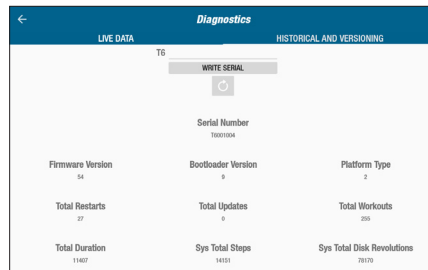 Diagnostics
LIVE DATA HISTORICAL AND VERSIONING
T6
WRITE SERIAL
Serial Number
T6001004
Firmware Version Bootloader Version Platform Type
54 9 2
Total Restarts Total Updates Total Workouts
27 0 255
Total Duration Sys Total Steps Sys Total Disk Revolutions
11407 14151 78170